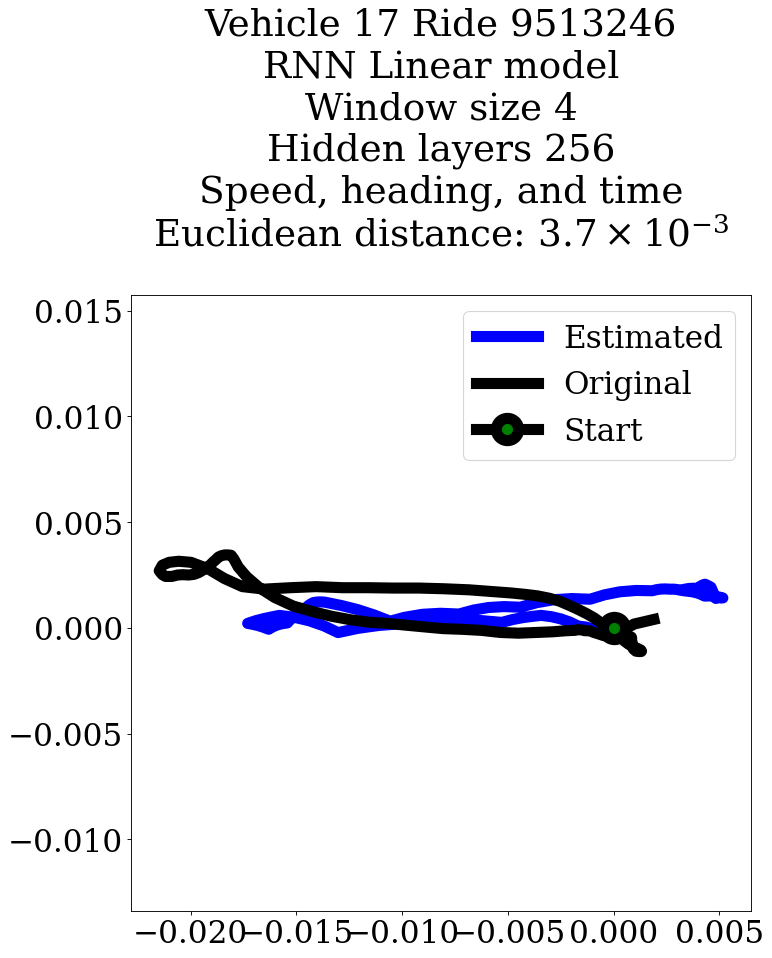 Vehicle 17 Ride 9513246
RNN Linear model
Window size 4
Hidden layers 256
Speed, heading, and time
Euclidean distance: 3.7 × 10⁻³
0.015
Estimated
Original
0.010
Start
0.005
0.000
−0.005
−0.010
−0.020 −0.015 −0.010 −0.005 0.000 0.005